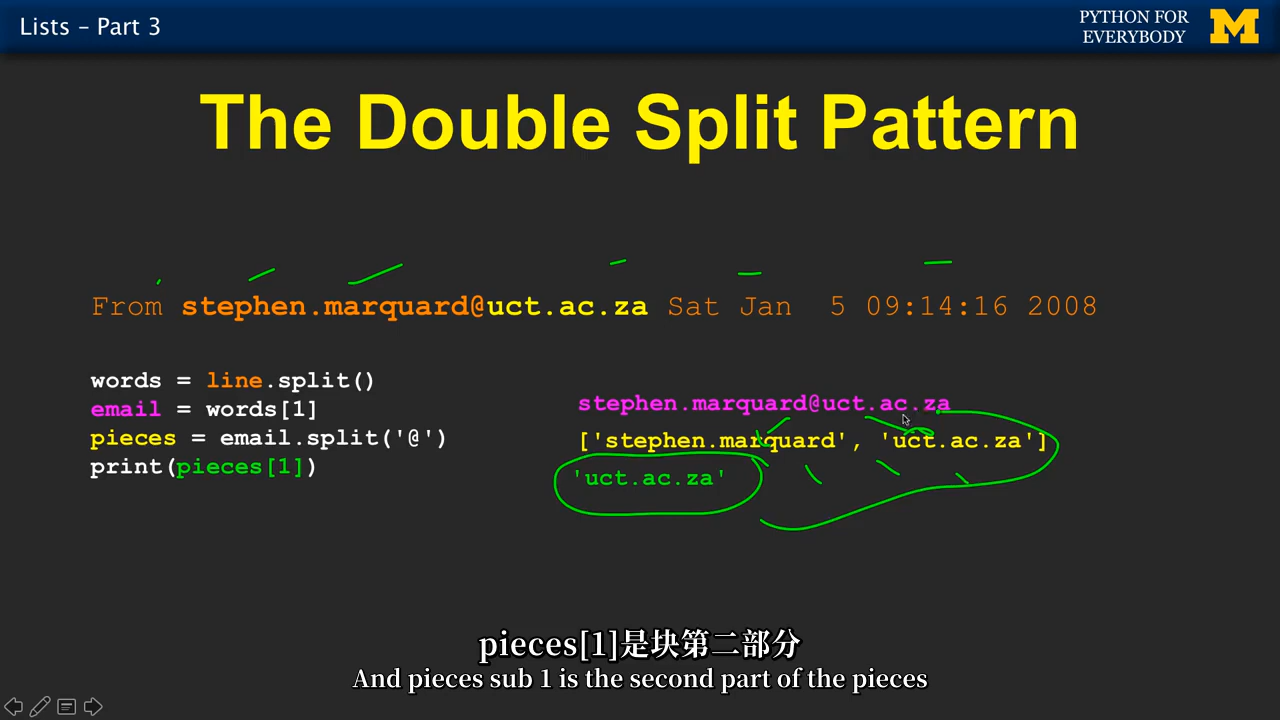 Lists – Part 3
PYTHON FOR
EVERYBODY
M
The Double Split Pattern
From stephen.marquard@uct.ac.za Sat Jan  5 09:14:16 2008
words = line.split()
email = words[1]
pieces = email.split('@')
print(pieces[1])
stephen.marquard@uct.ac.za
['stephen.marquard', 'uct.ac.za']
'uct.ac.za'
pieces[1]是块第二部分
And pieces sub 1 is the second part of the pieces